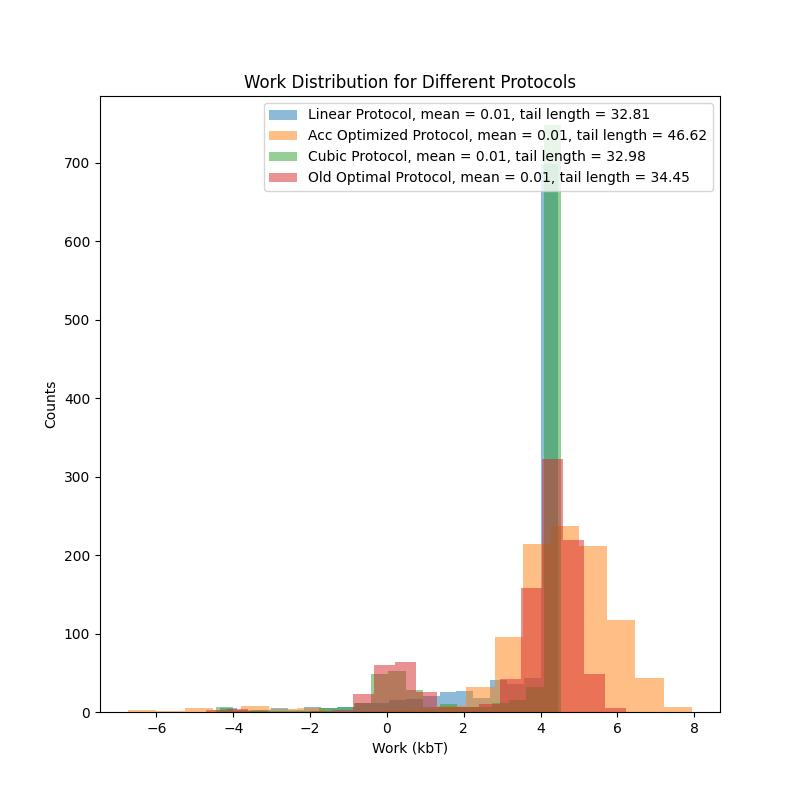 Work Distribution for Different Protocols
Linear Protocol, mean = 0.01, tail length = 32.81
Acc Optimized Protocol, mean = 0.01, tail length = 46.62
Cubic Protocol, mean = 0.01, tail length = 32.98
Old Optimal Protocol, mean = 0.01, tail length = 34.45
700
600
500
400
300
200
100
0
Counts
−6 −4 −2 0 2 4 6 8
Work (kbT)